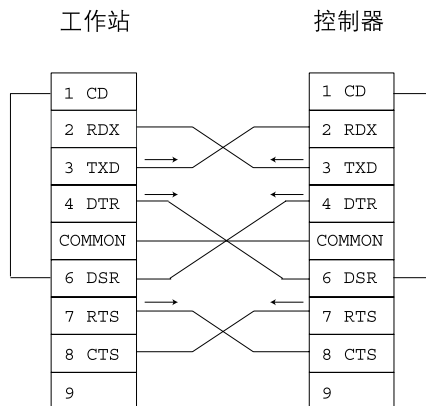 工作站 控制器
1 CD 1 CD
2 RDX 2 RDX
3 TXD 3 TXD
4 DTR 4 DTR
COMMON COMMON
6 DSR 6 DSR
7 RTS 7 RTS
8 CTS 8 CTS
9 9